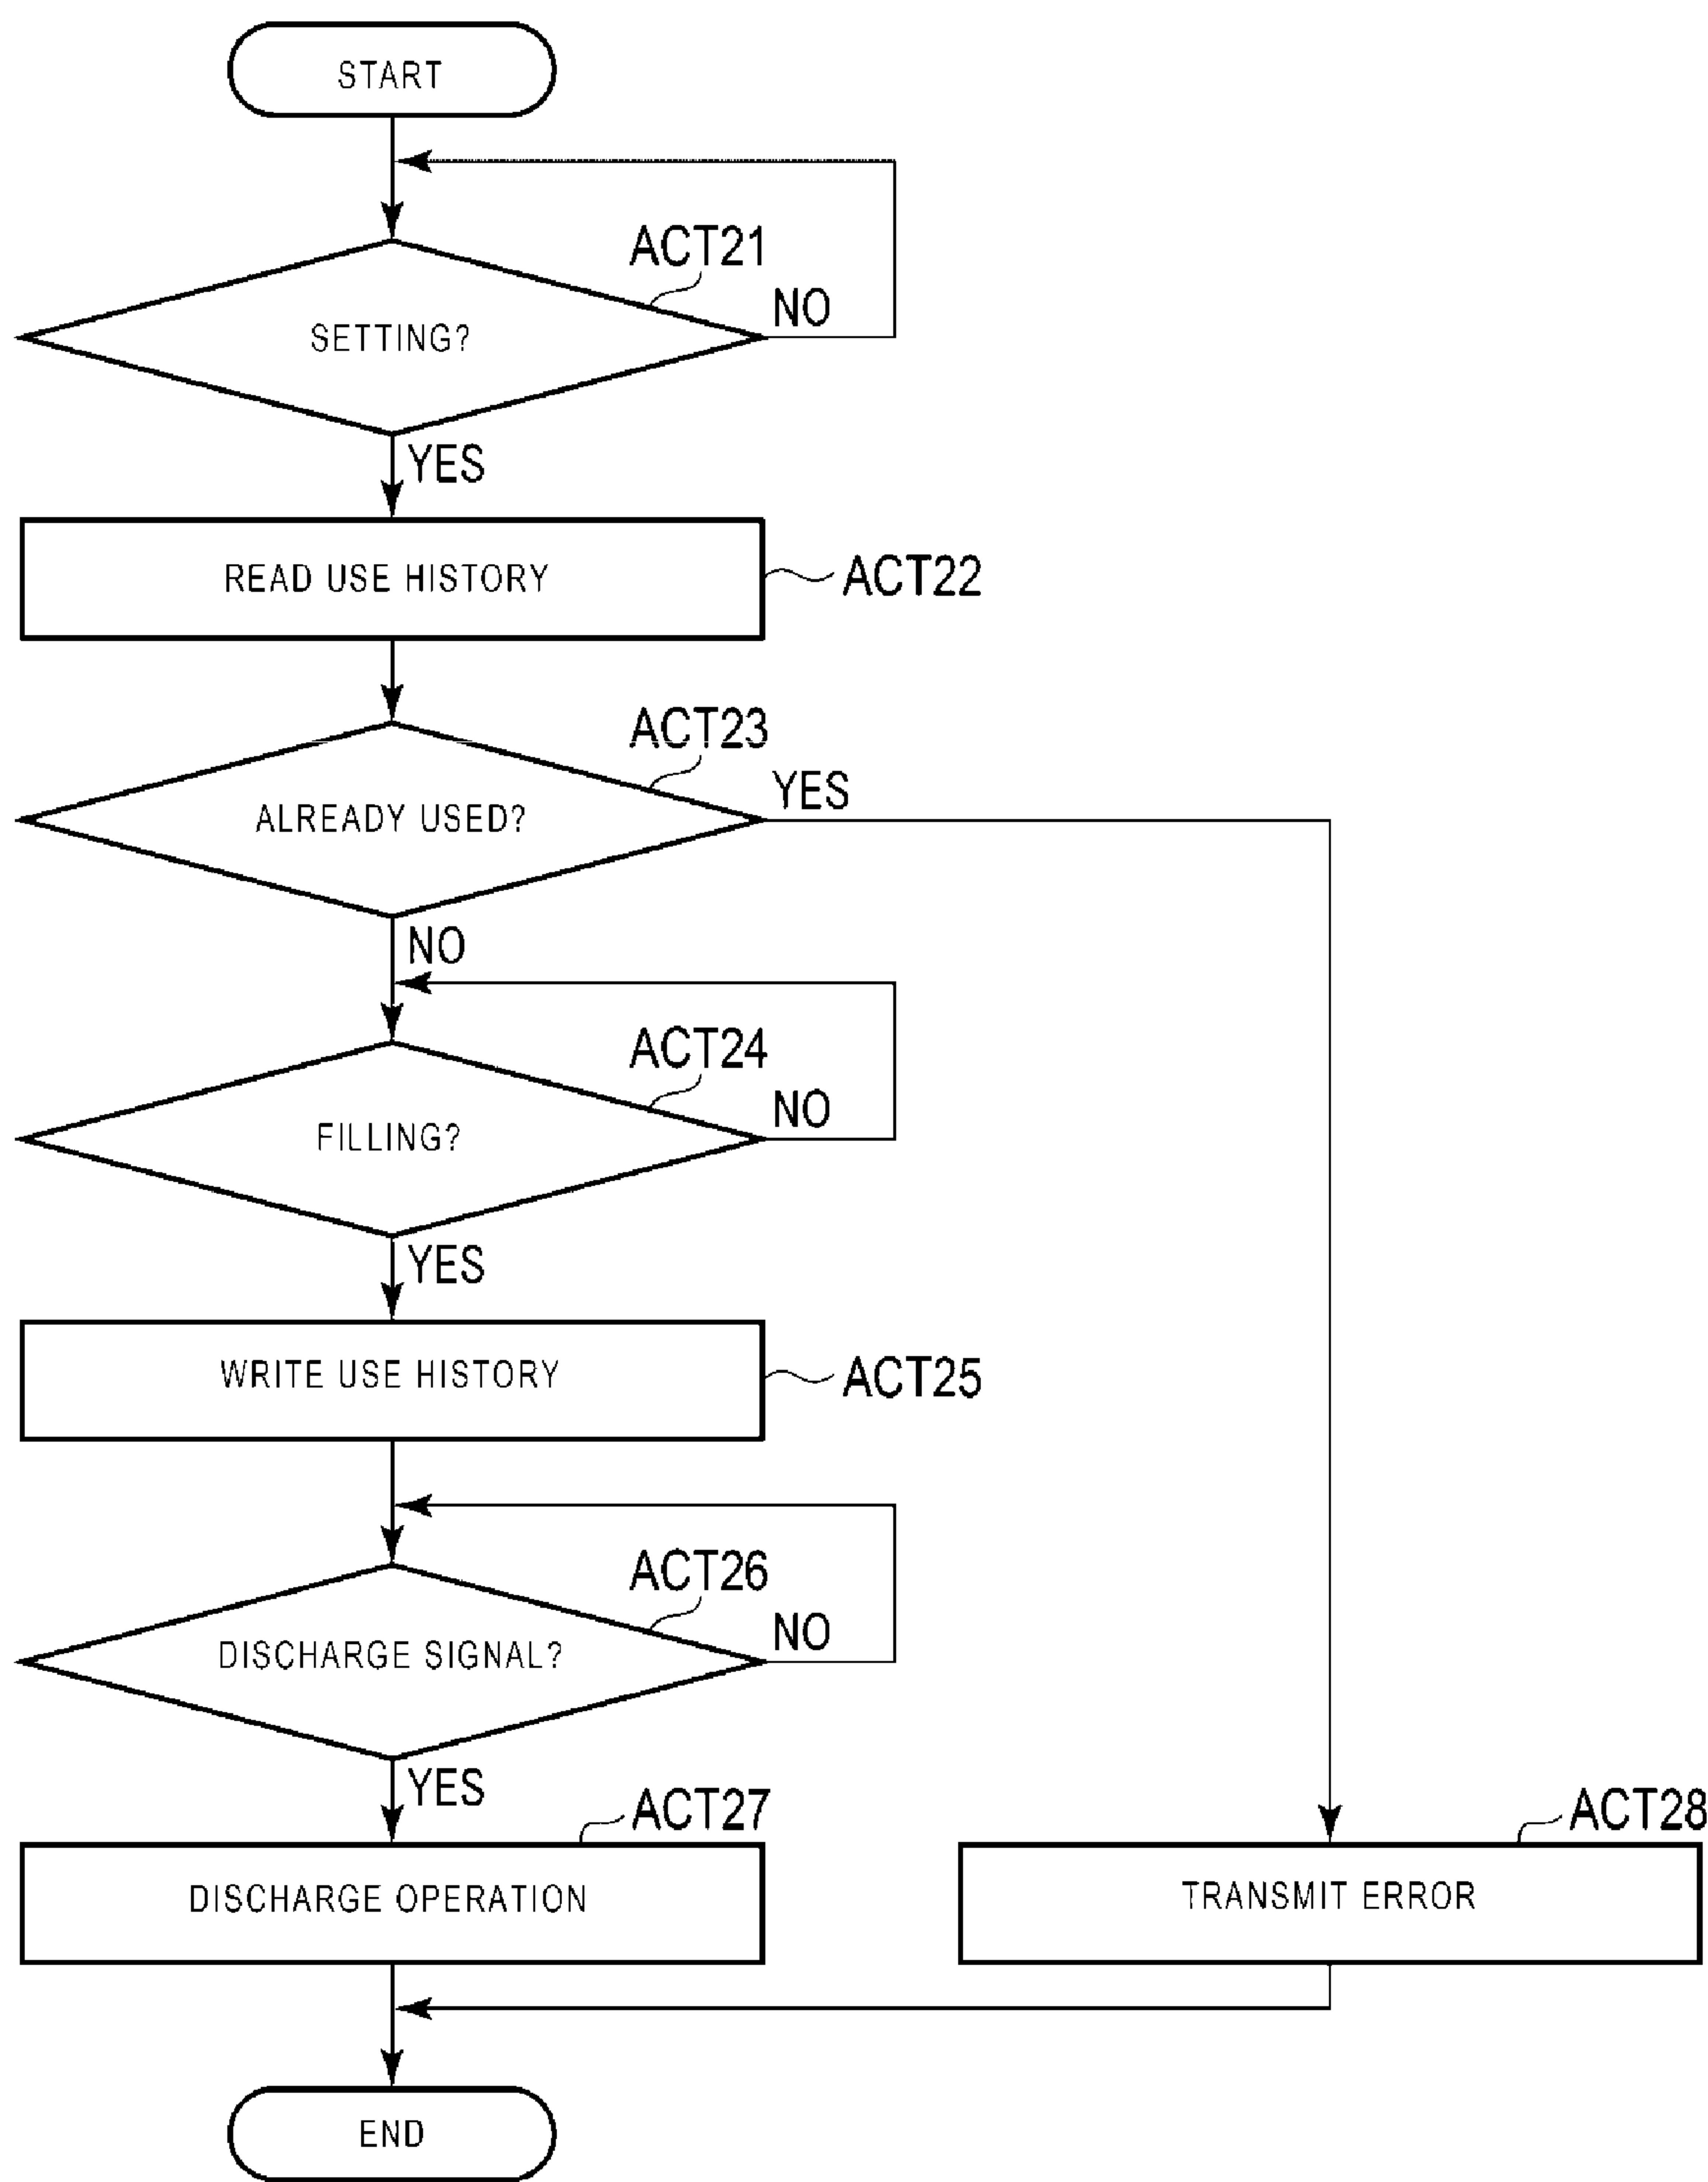 START
ACT21
SETTING?
NO
YES
READ USE HISTORY
ACT22
ACT23
ALREADY USED?
YES
NO
ACT24
FILLING?
NO
YES
WRITE USE HISTORY
ACT25
ACT26
DISCHARGE SIGNAL?
NO
YES
ACT27
DISCHARGE OPERATION
ACT28
TRANSMIT ERROR
END